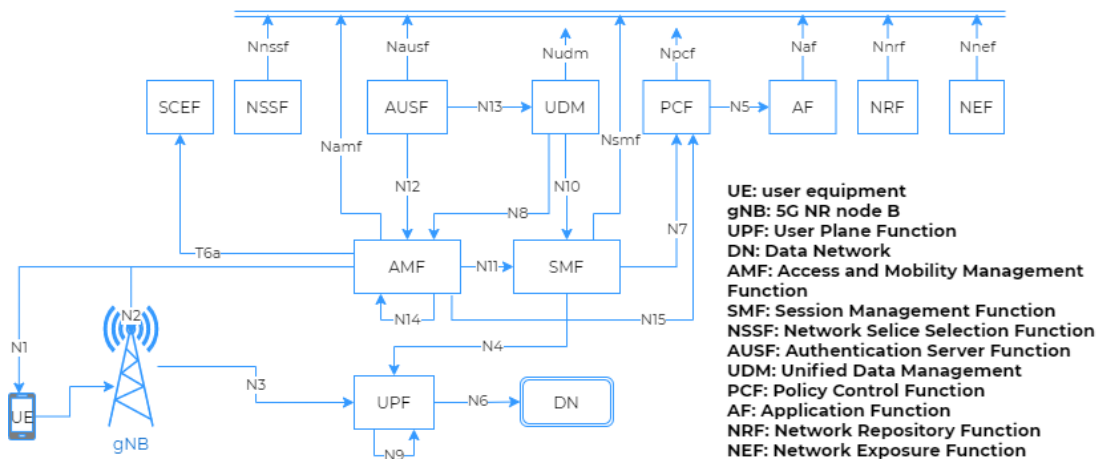 Nnssf
Nausf
Nudm
Npcf
Naf
Nnrf
Nnef
SCEF
NSSF
AUSF
N13
UDM
PCF
N5
AF
NRF
NEF
Namf
Nsmf
N12
N10
N8
N7
T6a
AMF
N11
SMF
N14
N15
N2
N1
N4
N3
UE
gNB
UPF
N6
DN
N9
UE: user equipment
gNB: 5G NR node B
UPF: User Plane Function
DN: Data Network
AMF: Access and Mobility Management
Function
SMF: Session Management Function
NSSF: Network Selice Selection Function
AUSF: Authentication Server Function
UDM: Unified Data Management
PCF: Policy Control Function
AF: Application Function
NRF: Network Repository Function
NEF: Network Exposure Function